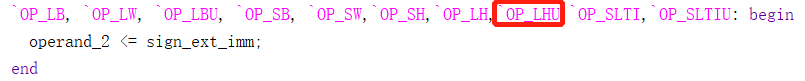 `OP_LB, `OP_LW, `OP_LBU, `OP_SB, `OP_SW,`OP_SH,`OP_LH,`OP_LHU `OP_SLTI,`OP_SLTIU: begin
operand_2 <= sign_ext_imm;
end